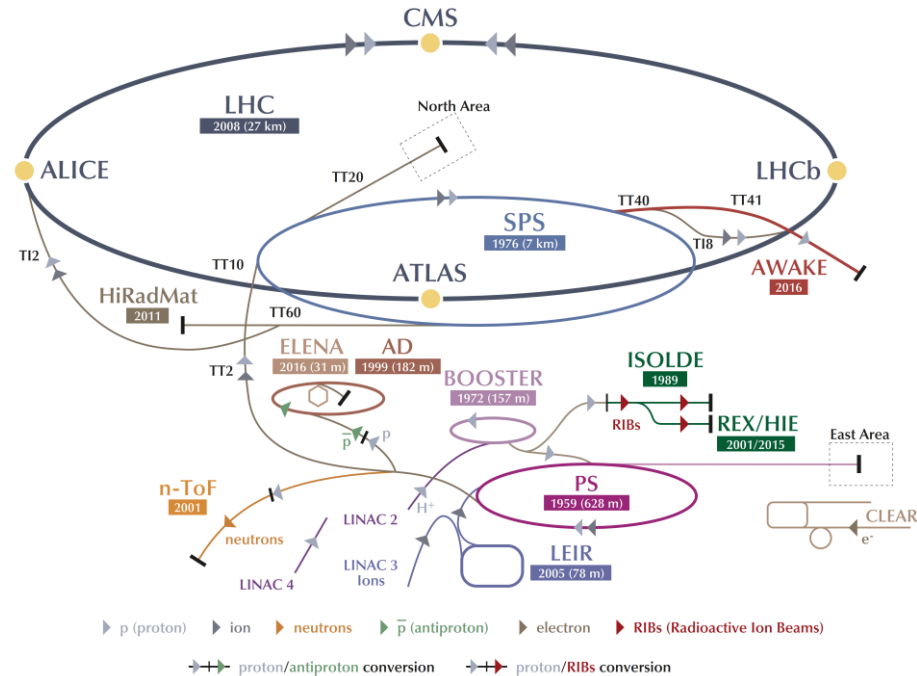 CMS
LHC
2008 (27 km)
North Area
ALICE
LHCb
TT20
TT40
TT41
SPS
1976 (7 km)
TI8
TI2
TT10
ATLAS
AWAKE
2016
HiRadMat
2011
TT60
ELENA
2016 (31 m)
AD
1999 (182 m)
TT2
BOOSTER
1972 (157 m)
ISOLDE
1989
RIBs
REX/HIE
2001/2015
p̅
p
East Area
n-ToF
2001
neutrons
PS
1959 (628 m)
LINAC 2
H⁺
CLEAR
e⁻
LINAC 4
LINAC 3
Ions
LEIR
2005 (78 m)
p (proton)
ion
neutrons
p̅ (antiproton)
electron
RIBs (Radioactive Ion Beams)
proton/antiproton conversion
proton/RIBs conversion